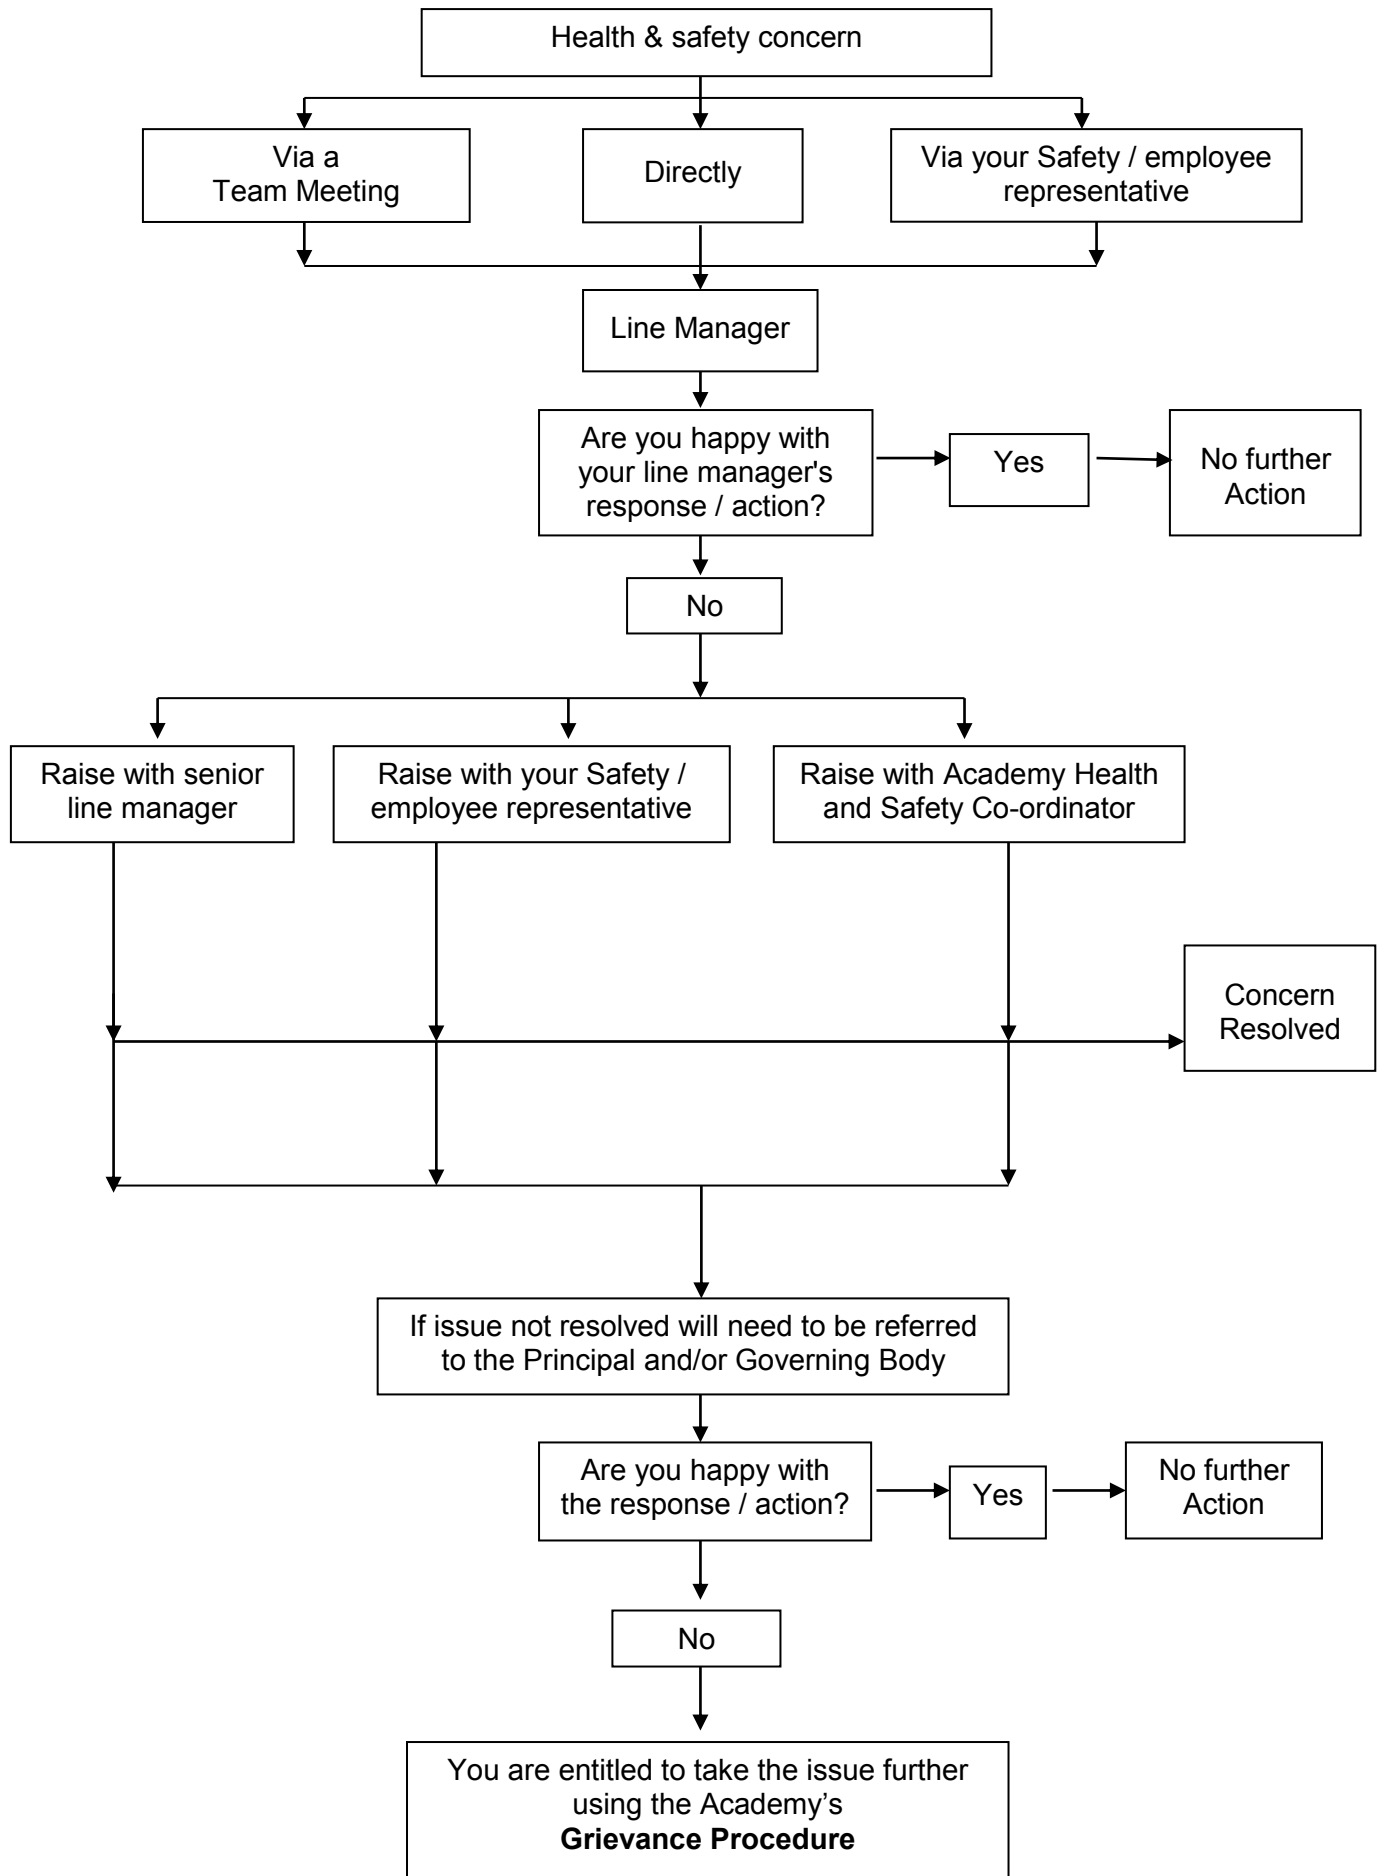 Health & safety concern
Via a
Team Meeting
Directly
Via your Safety / employee
representative
Line Manager
Are you happy with
your line manager's
response / action?
Yes
No further
Action
No
Raise with senior
line manager
Raise with your Safety /
employee representative
Raise with Academy Health
and Safety Co-ordinator
Concern
Resolved
If issue not resolved will need to be referred
to the Principal and/or Governing Body
Are you happy with
the response / action?
Yes
No further
Action
No
You are entitled to take the issue further
using the Academy’s
Grievance Procedure